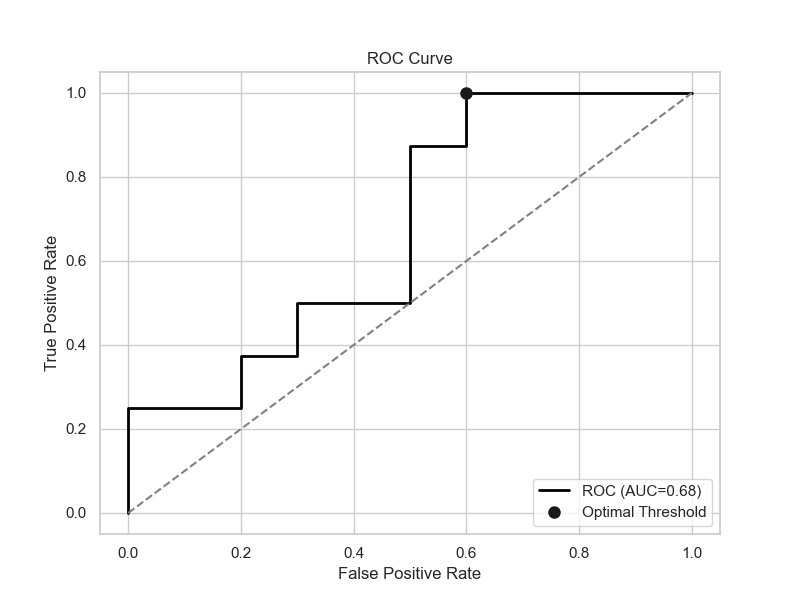 ROC Curve
1.0
0.8
0.6
0.4
0.2
0.0
True Positive Rate
0.0 0.2 0.4 0.6 0.8 1.0
False Positive Rate
ROC (AUC=0.68)
Optimal Threshold